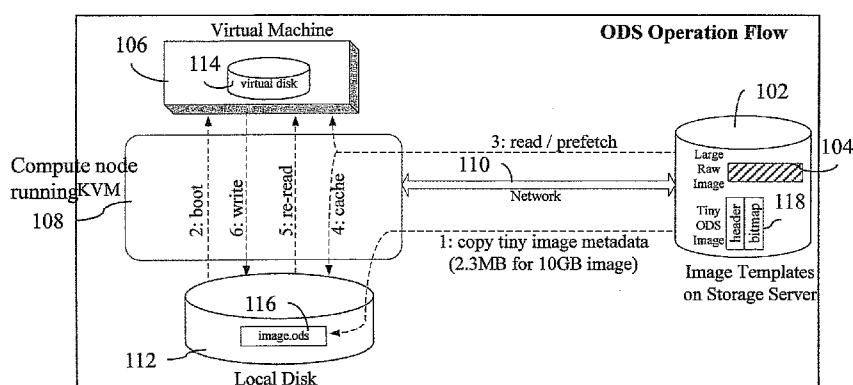 ODS Operation Flow
Virtual Machine
106
114
virtual disk
102
Large
Raw
Image
104
3: read / prefetch
110
Network
Compute node
runningKVM
108
2: boot
6: write
5: re-read
4: cache
Tiny
ODS
Image
header
bitmap
118
1: copy tiny image metadata
(2.3MB for 10GB image)
Image Templates
on Storage Server
116
image.ods
112
Local Disk